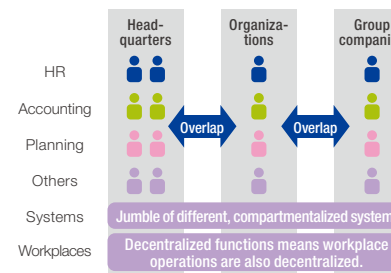 Head-
quarters
Organiza-
tions
Group
compani
HR
Accounting
Overlap
Overlap
Planning
Others
Systems
Jumble of different, compartmentalized system
Workplaces
Decentralized functions means workplace
operations are also decentralized.